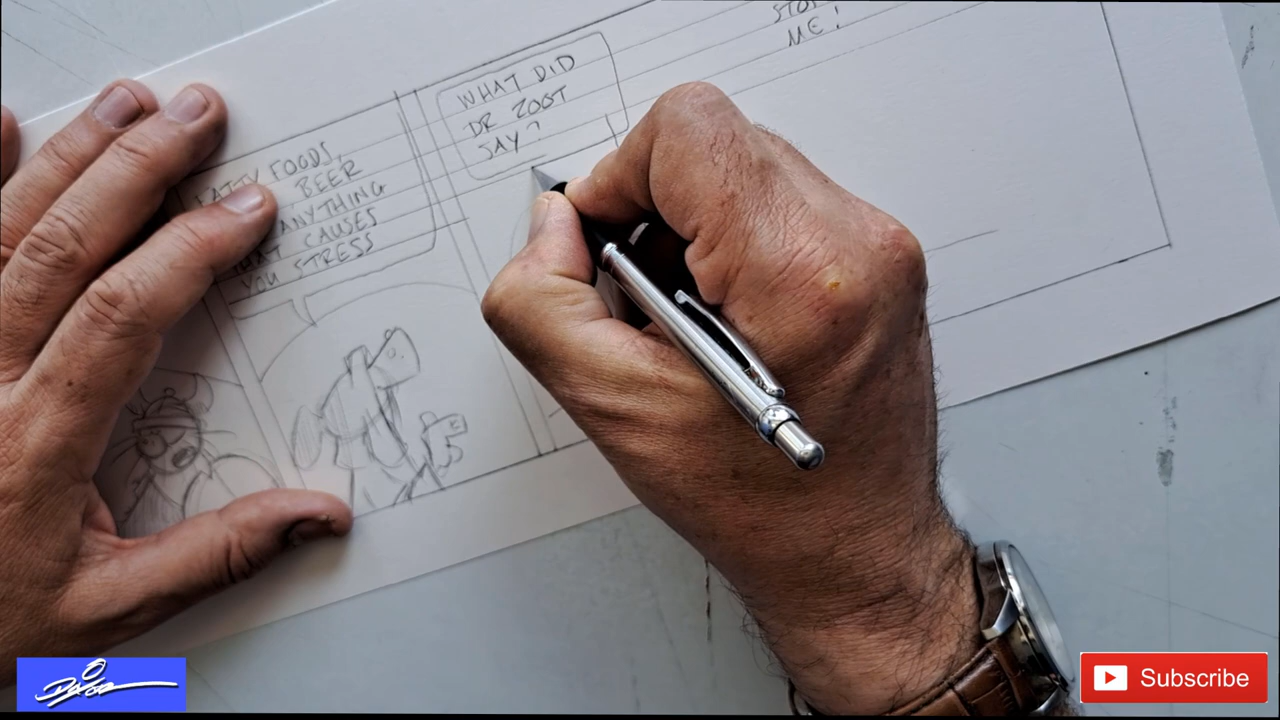 FATTY FOODS,
BEER
ANYTHING
THAT CAUSES
YOU STRESS
WHAT DID
DR ZOOT
SAY?
ME!
Subscribe